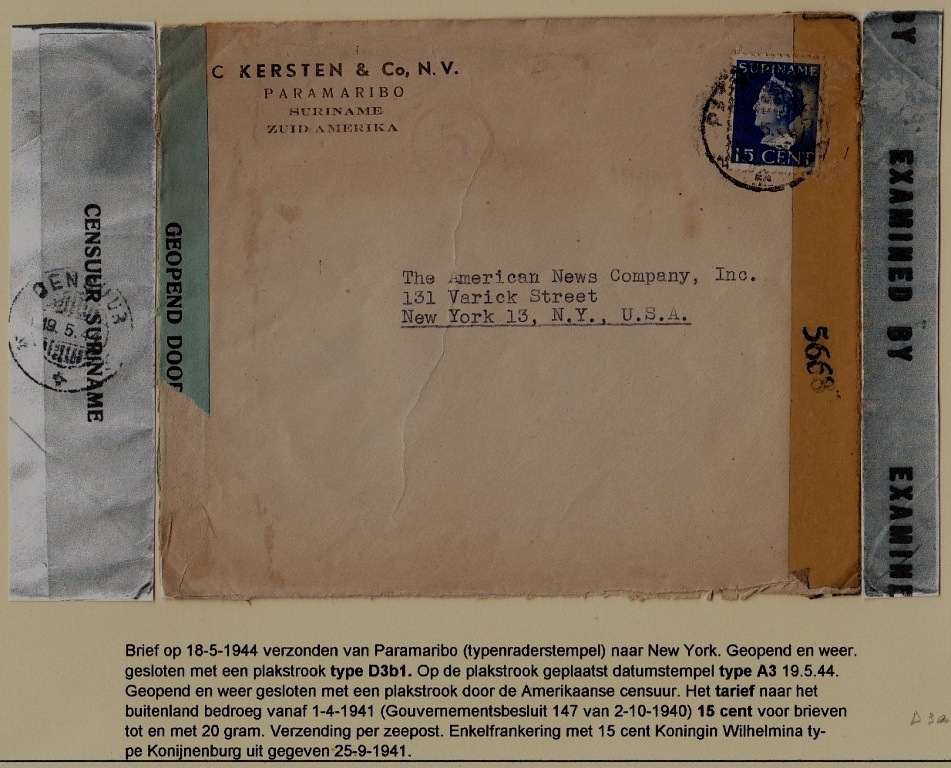 C KERSTEN & Co, N.V.
PARAMARIBO
SURINAME
ZUID AMERIKA
SURINAME
15 CENT
The American News Company, Inc.
131 Varick Street
New York 13, N.Y., U.S.A.
CENSUUR SURINAME
19.5.
GEOPEND DOOR
5668
BY
EXAMINED BY
EXAMINE
Brief op 18-5-1944 verzonden van Paramaribo (typenraderstempel) naar New York. Geopend en weer.
gesloten met een plakstrook type D3b1. Op de plakstrook geplaatst datumstempel type A3 19.5.44.
Geopend en weer gesloten met een plakstrook door de Amerikaanse censuur. Het tarief naar het
buitenland bedroeg vanaf 1-4-1941 (Gouvernementsbesluit 147 van 2-10-1940) 15 cent voor brieven
tot en met 20 gram. Verzending per zeepost. Enkelfrankering met 15 cent Koningin Wilhelmina ty-
pe Konijnenburg uit gegeven 25-9-1941.